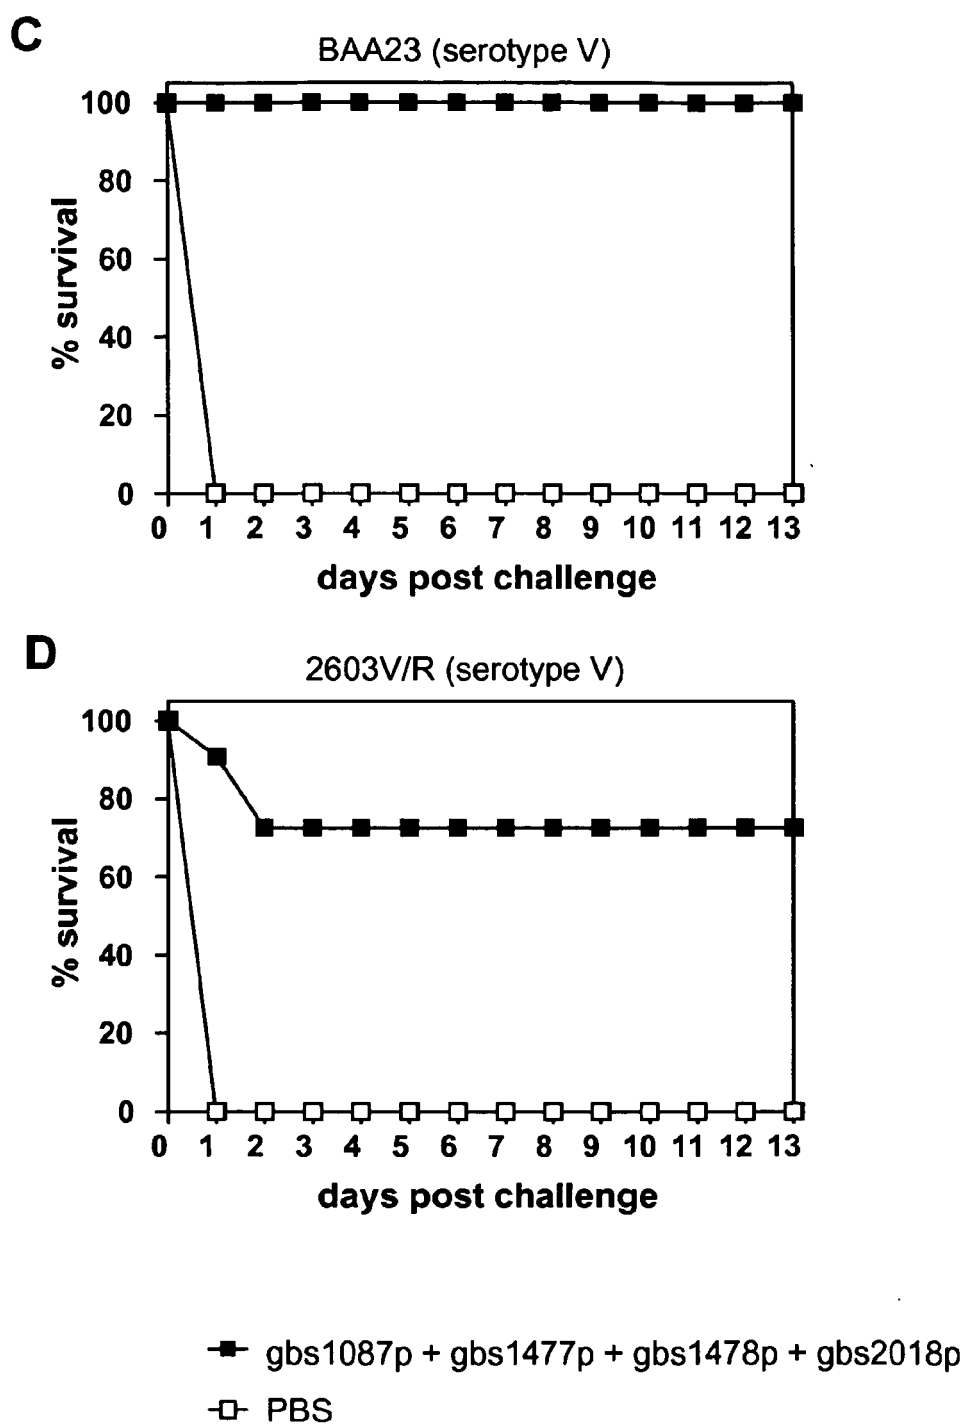 C
BAA23 (serotype V)
100
80
60
40
20
0
% survival
0 1 2 3 4 5 6 7 8 9 10 11 12 13
days post challenge
D
2603V/R (serotype V)
100
80
60
40
20
0
% survival
0 1 2 3 4 5 6 7 8 9 10 11 12 13
days post challenge
gbs1087p + gbs1477p + gbs1478p + gbs2018p
PBS